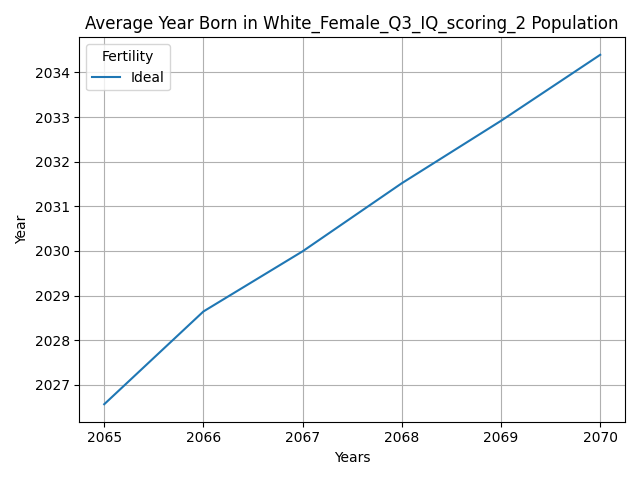 Average Year Born in White_Female_Q3_IQ_scoring_2 Population
Fertility
Ideal
2034
2033
2032
2031
2030
2029
2028
2027
Year
2065 2066 2067 2068 2069 2070
Years